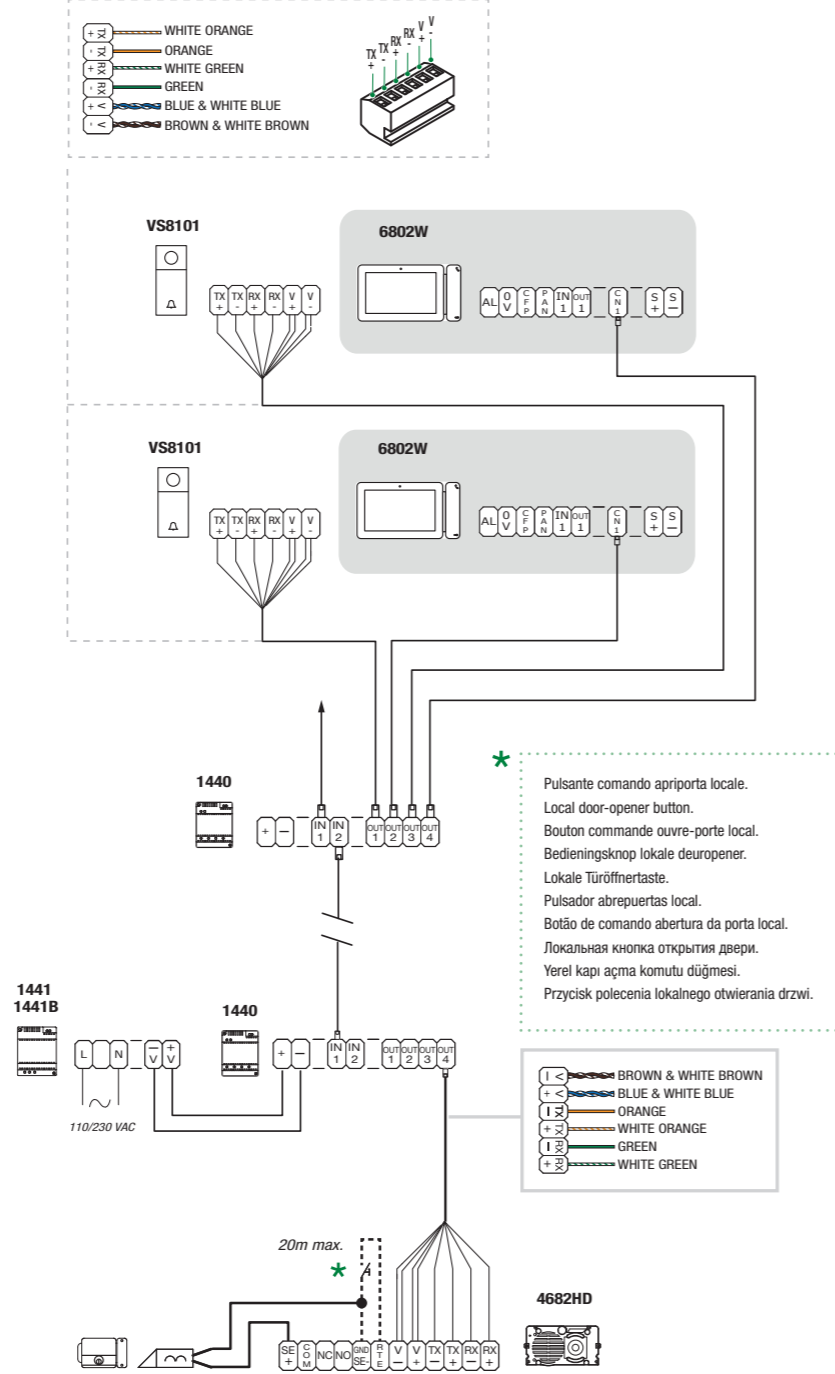 TX + WHITE ORANGE
TX - ORANGE
RX + WHITE GREEN
RX - GREEN
V + BLUE & WHITE BLUE
V - BROWN & WHITE BROWN
TX + TX - RX + RX - V + V -
VS8101
6802W
TX + TX - RX + RX - V + V -
AL 0V CFP PAN IN 1 OUT 1 CN1 S+ S−
VS8101
6802W
TX + TX - RX + RX - V + V -
AL 0V CFP PAN IN 1 OUT 1 CN1 S+ S−
1440
+ − IN 1 IN 2 OUT 1 OUT 2 OUT 3 OUT 4
*
Pulsante comando apriporta locale.
Local door-opener button.
Bouton commande ouvre-porte local.
Bedieningsknop lokale deuropener.
Lokale Türöffnertaste.
Pulsador abrepuertas local.
Botão de comando abertura da porta local.
Локальная кнопка открытия двери.
Yerel kapı açma komutu düğmesi.
Przycisk polecenia lokalnego otwierania drzwi.
1441
1441B
L N −V +V
110/230 VAC
1440
+ − IN 1 IN 2 OUT 1 OUT 2 OUT 3 OUT 4
V − BROWN & WHITE BROWN
V + BLUE & WHITE BLUE
TX − ORANGE
TX + WHITE ORANGE
RX − GREEN
RX + WHITE GREEN
20m max.
*
4682HD
SE + COM NC NO GND SE- RTE V − V + TX − TX + RX − RX +